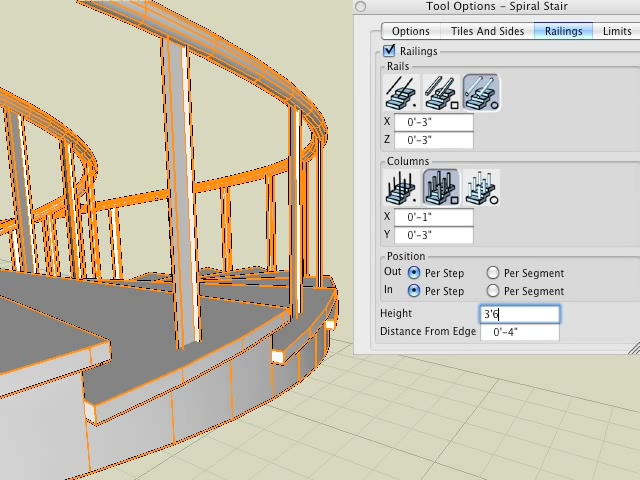 Tool Options – Spiral Stair
Options Tiles And Sides Railings Limits
Railings
Rails
X 0'-3"
Z 0'-3"
Columns
X 0'-1"
Y 0'-3"
Position
Out Per Step Per Segment
In Per Step Per Segment
Height 3'6
Distance From Edge 0'-4"